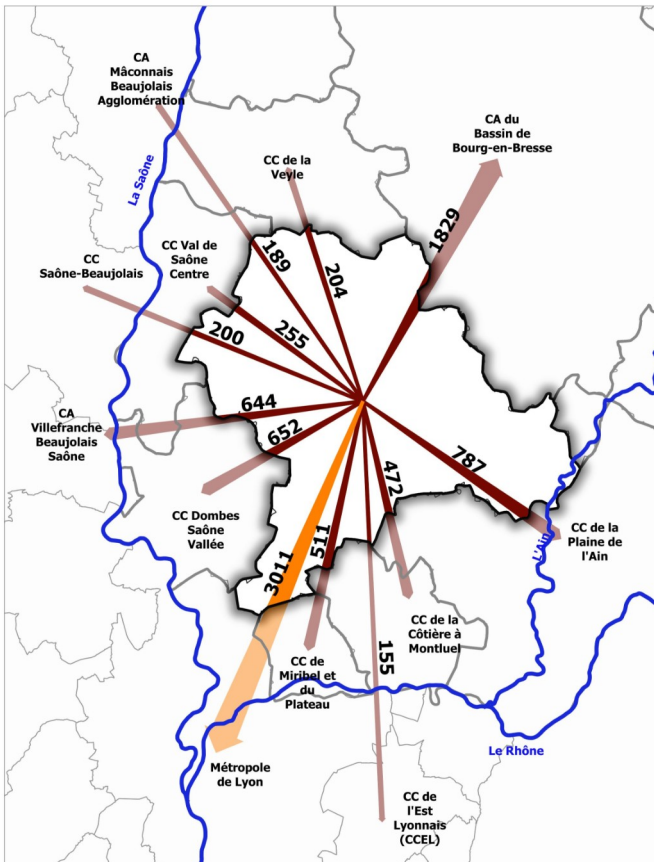 CA
Mâconnais
Beaujolais
Agglomération
La Saône
CC de la
Veyle
CA du
Bassin de
Bourg-en-Bresse
1829
CC
Saône-Beaujolais
CC Val de
Saône
Centre
189
204
200
255
CA
Villefranche
Beaujolais
Saône
644
652
787
472
CC Dombes
Saône
Vallée
3011
511
L'Ain
CC de la
Plaine de
l'Ain
CC de la
Côtière à
Montluel
155
CC de
Miribel et
du
Plateau
Métropole
de Lyon
Le Rhône
CC de
l'Est
Lyonnais
(CCEL)